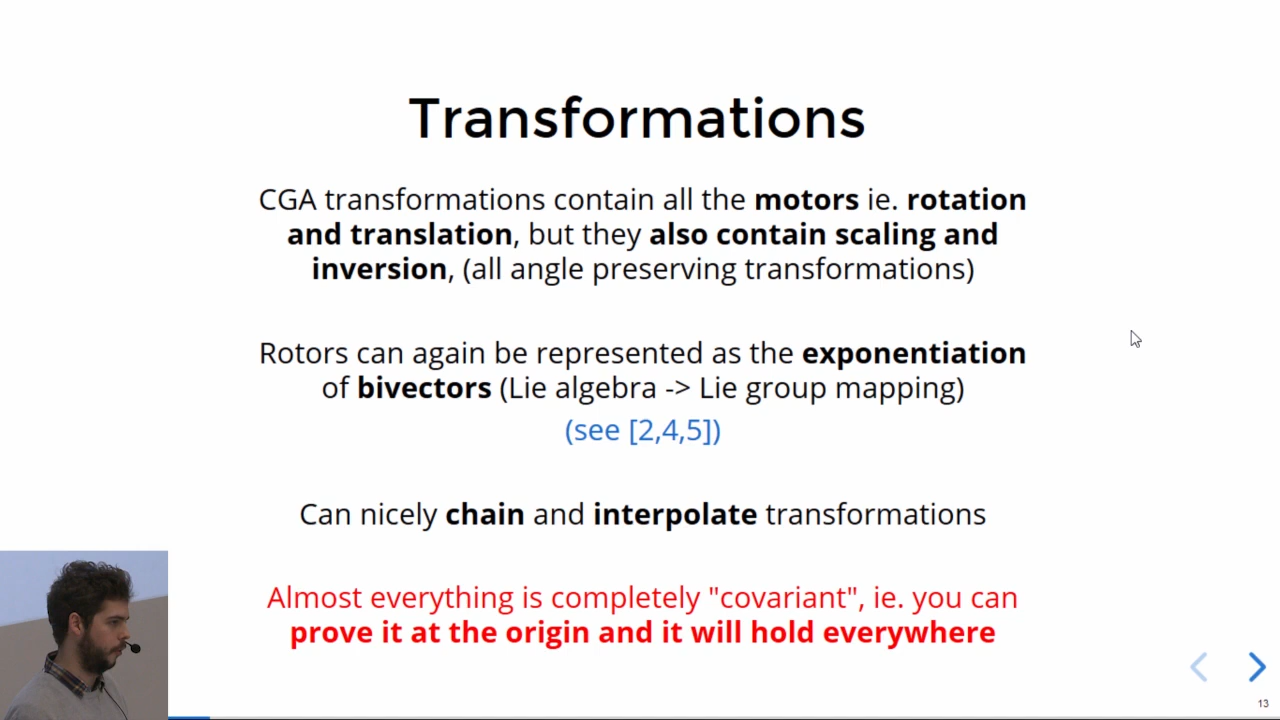 Transformations
CGA transformations contain all the motors ie. rotation
and translation, but they also contain scaling and
inversion, (all angle preserving transformations)
Rotors can again be represented as the exponentiation
of bivectors (Lie algebra -> Lie group mapping)
(see [2,4,5])
Can nicely chain and interpolate transformations
Almost everything is completely "covariant", ie. you can
prove it at the origin and it will hold everywhere
13